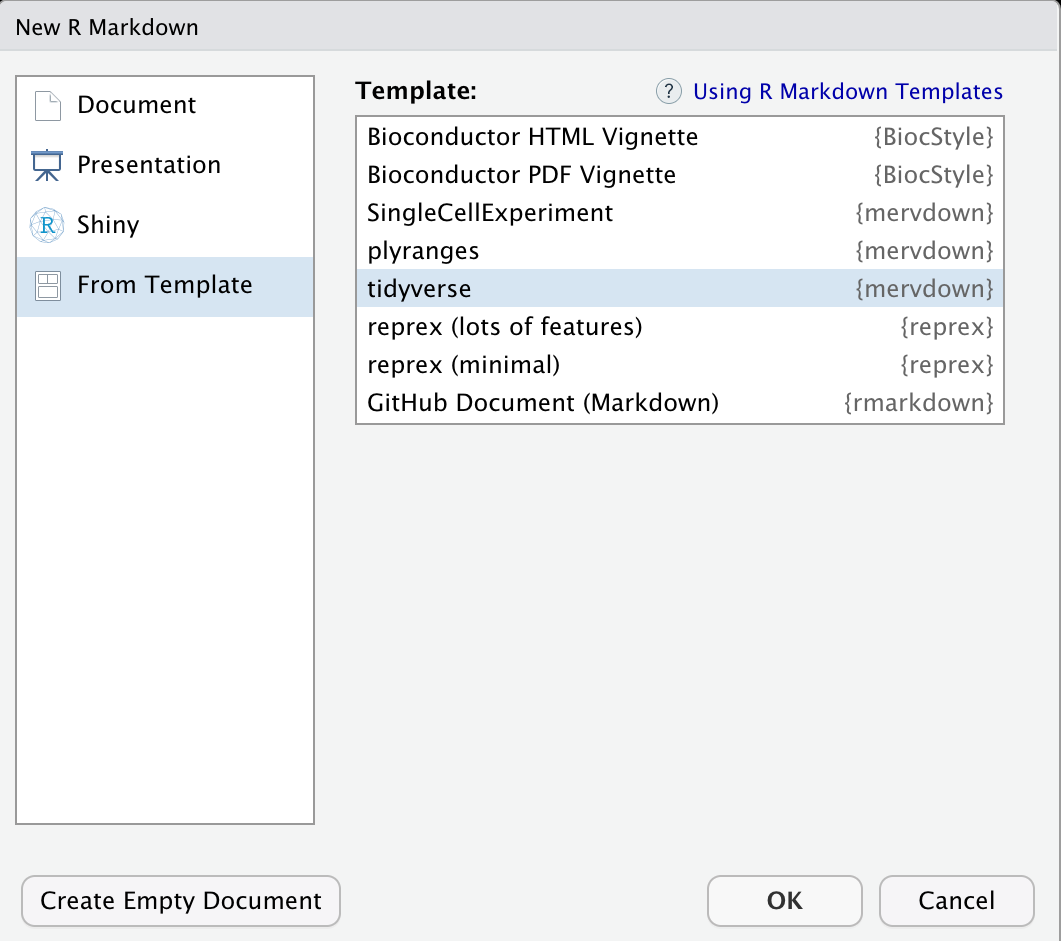 New R Markdown
Document
Presentation
R Shiny
From Template
Template:
? Using R Markdown Templates
Bioconductor HTML Vignette {BiocStyle}
Bioconductor PDF Vignette {BiocStyle}
SingleCellExperiment {mervdown}
plyranges {mervdown}
tidyverse {mervdown}
reprex (lots of features) {reprex}
reprex (minimal) {reprex}
GitHub Document (Markdown) {rmarkdown}
Create Empty Document
OK
Cancel